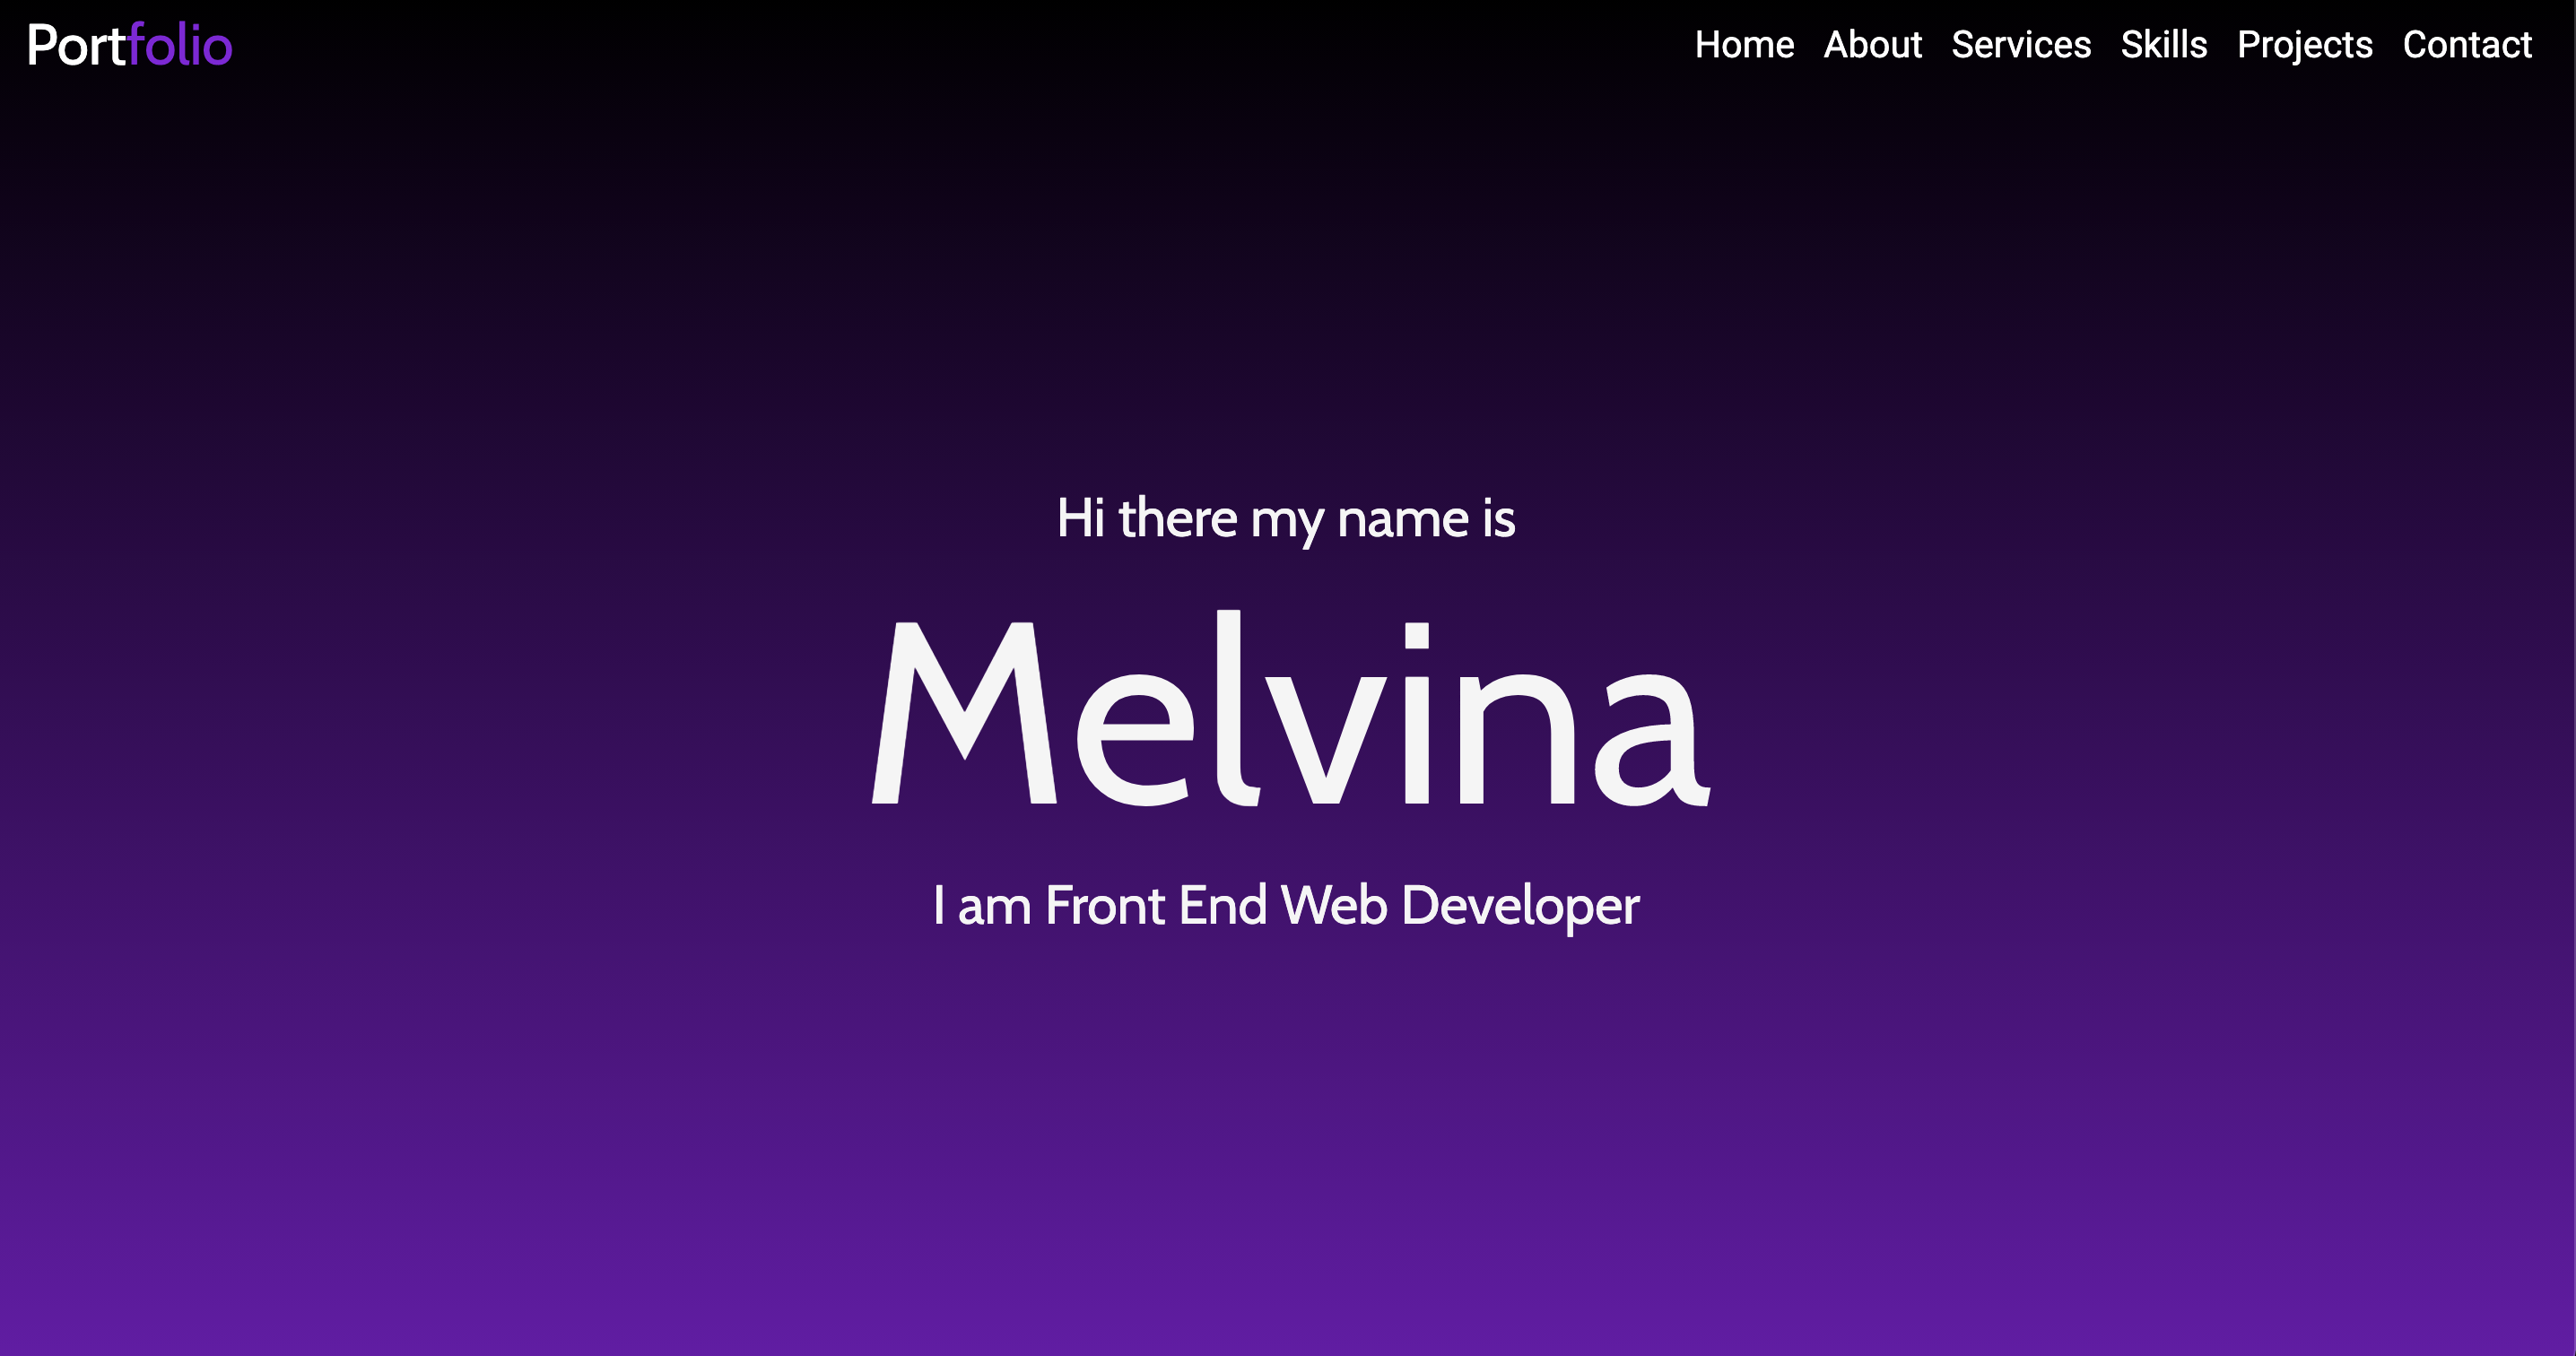 Portfolio Home About Services Skills Projects Contact
Hi there my name is
Melvina
I am Front End Web Developer